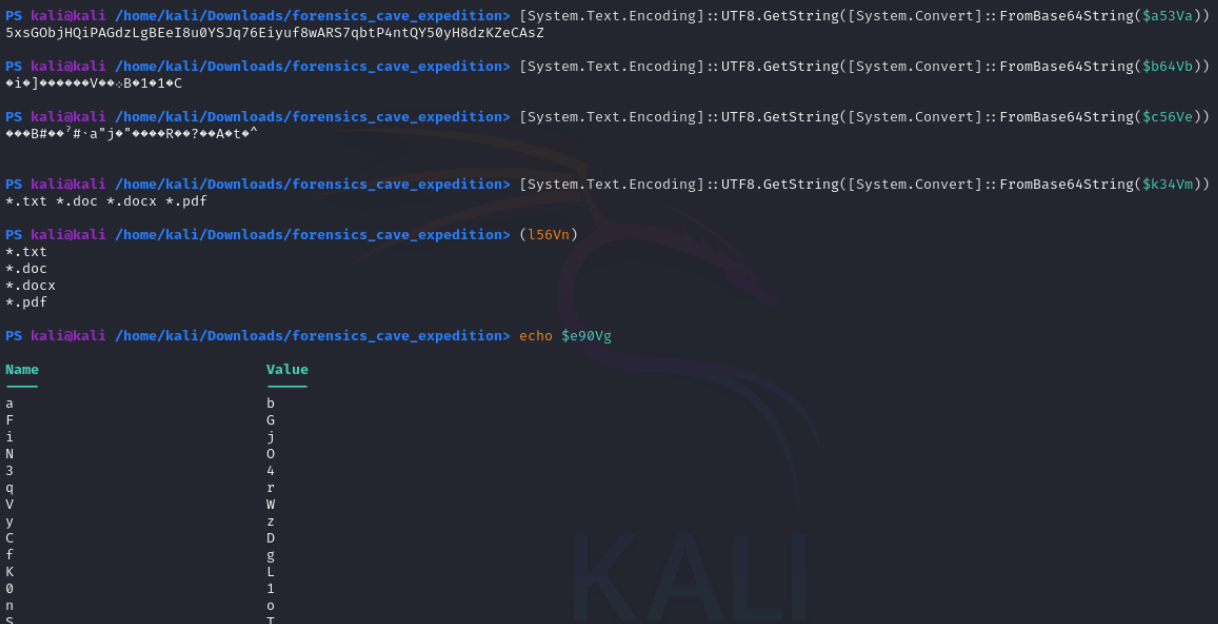 PS kali@kali /home/kali/Downloads/forensics_cave_expedition> [System.Text.Encoding]::UTF8.GetString([System.Convert]::FromBase64String($a53Va))
5xsGObjHQiPAGdzLgBEeI8u0YSJq76Eiyuf8wARS7qbtP4ntQY50yH8dzKZeCAsZ
PS kali@kali /home/kali/Downloads/forensics_cave_expedition> [System.Text.Encoding]::UTF8.GetString([System.Convert]::FromBase64String($b64Vb))
�i�]������V��܀B�1�1�C
PS kali@kali /home/kali/Downloads/forensics_cave_expedition> [System.Text.Encoding]::UTF8.GetString([System.Convert]::FromBase64String($c56Ve))
���B#��ˀ#·a"j�"����R��?��A�t�^
PS kali@kali /home/kali/Downloads/forensics_cave_expedition> [System.Text.Encoding]::UTF8.GetString([System.Convert]::FromBase64String($k34Vm))
*.txt *.doc *.docx *.pdf
PS kali@kali /home/kali/Downloads/forensics_cave_expedition> (l56Vn)
*.txt
*.doc
*.docx
*.pdf
PS kali@kali /home/kali/Downloads/forensics_cave_expedition> echo $e90Vg
Name Value
a b
F G
i j
N O
3 4
q r
V W
y z
C D
f g
K L
0 1
n o
S T
KALI